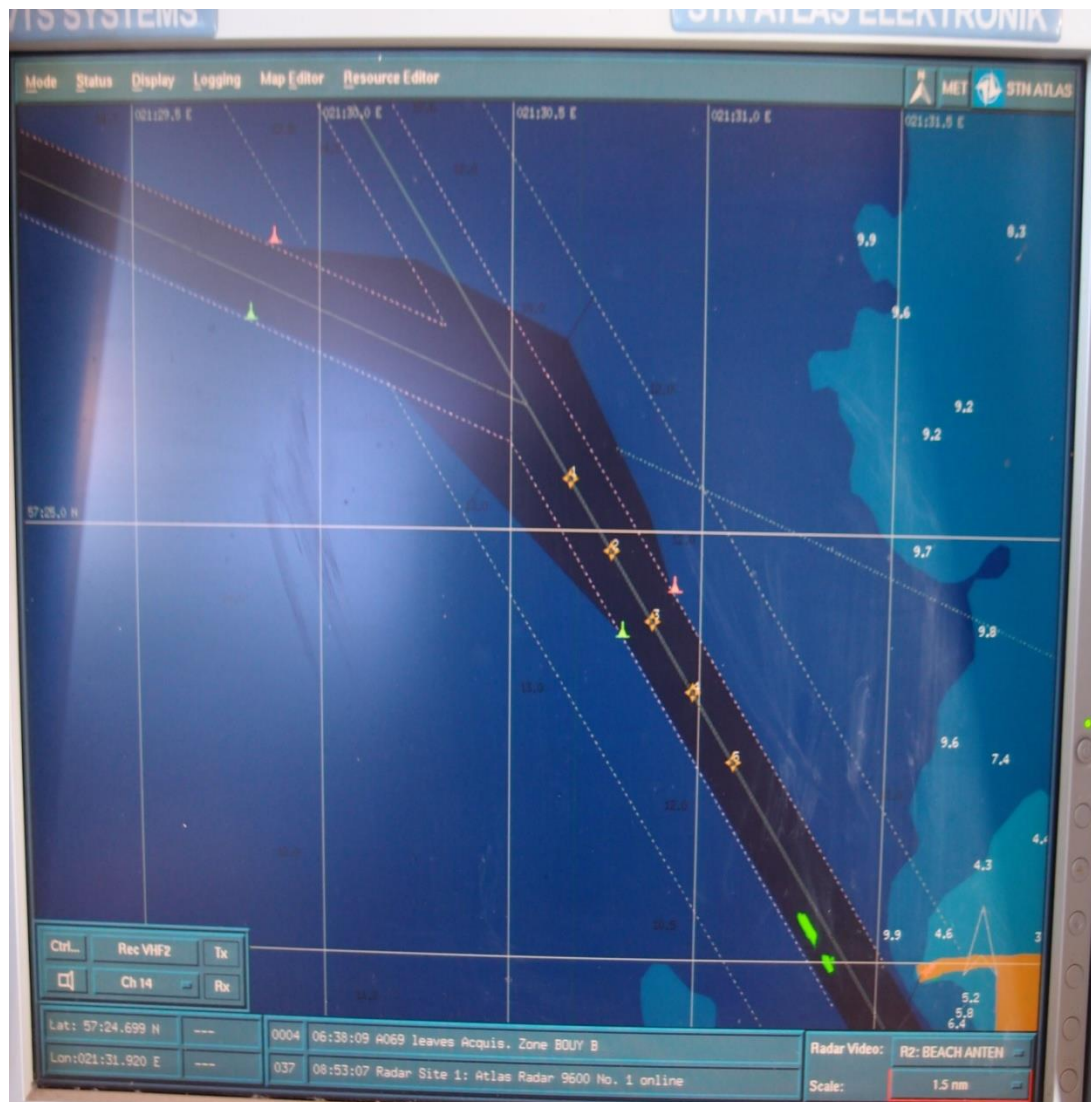 VTS SYSTEMS
STN ATLAS ELEKTRONIK
Mode Status Display Logging Map Editor Resource Editor
N MET STN ATLAS
021:29.5 E 021:30.0 E 021:30.5 E 021:31.0 E 021:31.5 E
9.9 8.3
9.6
9.2
9.2
57:25.0 N
9.7
9.8
9.6
7.4
12.0
4.3
9.9 4.6 3
5.2
5.8
6.4
Ctrl... Rec VHF2 Tx
Ch 14 Rx
Lat: 57:24.699 N ---
Lon:021:31.920 E ---
0004 06:38:09 A069 leaves Acquis. Zone BOUY B
037 08:53:07 Radar Site 1: Atlas Radar 9600 No. 1 online
Radar Video: R2: BEACH ANTEN
Scale: 1.5 nm